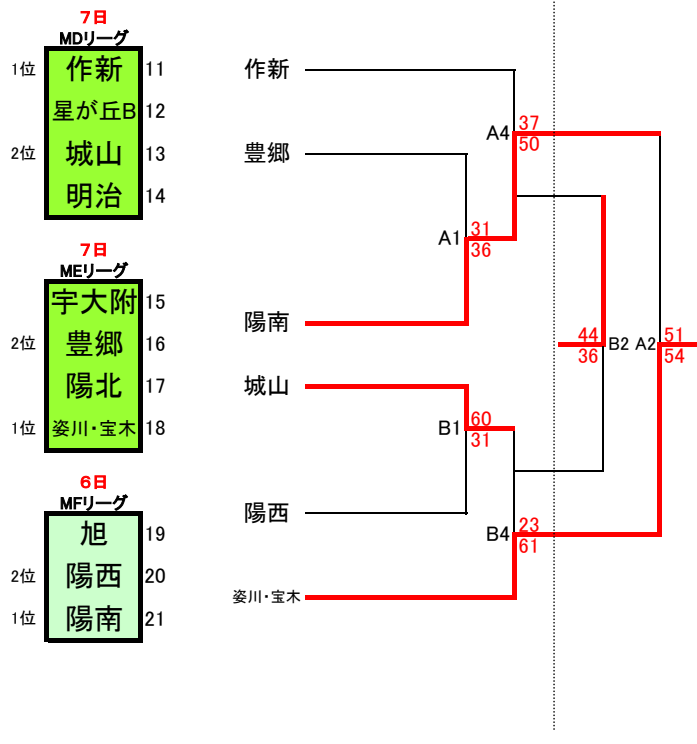 7日
MDリーグ
1位 作新 11
星が丘B 12
2位 城山 13
明治 14
7日
MEリーグ
宇大附 15
2位 豊郷 16
陽北 17
1位 姿川・宝木 18
6日
MFリーグ
旭 19
2位 陽西 20
1位 陽南 21
作新
37
A4
50
豊郷
31
A1
36
陽南
44
B2
36
51
A2
54
城山
60
B1
31
陽西
23
B4
61
姿川・宝木